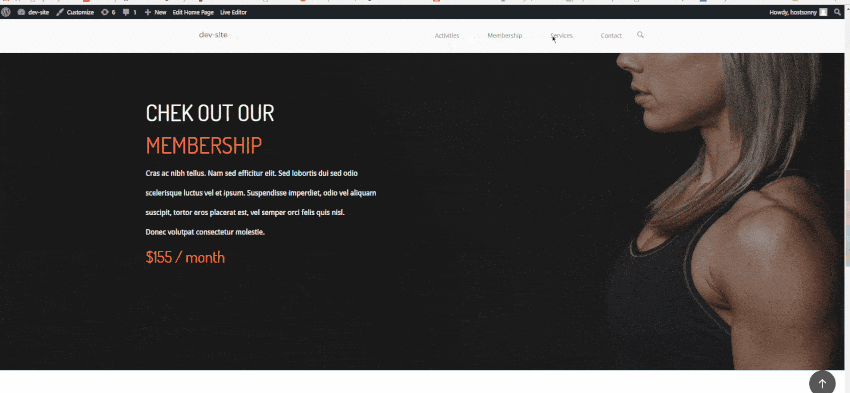 dev-site Customize 6 1 New Edit Home Page Live Editor Howdy, hostsonny
dev-site Activities Membership Services Contact
CHEK OUT OUR
MEMBERSHIP
Cras ac nibh tellus. Nam sed efficitur elit. Sed lobortis dui sed odio
scelerisque luctus vel et ipsum. Suspendisse imperdiet, odio vel aliquam
suscipit, tortor eros placerat est, vel semper orci felis quis nisl.
Donec volutpat consectetur molestie.
$155 / month